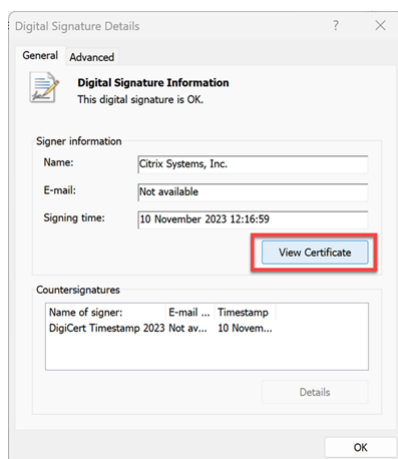 Digital Signature Details ?
General Advanced
Digital Signature Information
This digital signature is OK.
Signer information
Name: Citrix Systems, Inc.
E-mail: Not available
Signing time: 10 November 2023 12:16:59
View Certificate
Countersignatures
Name of signer: E-mail ... Timestamp
DigiCert Timestamp 2023 Not av... 10 Novem...
Details
OK